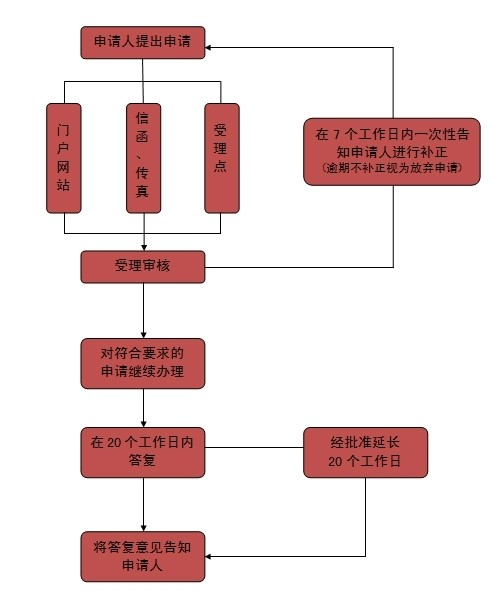 申请人提出申请
门户网站
信函、传真
受理点
在 7 个工作日内一次性告
知申请人进行补正
(逾期不补正视为放弃申请)
受理审核
对符合要求的
申请继续办理
在 20 个工作日内
答复
经批准延长
20 个工作日
将答复意见告知
申请人